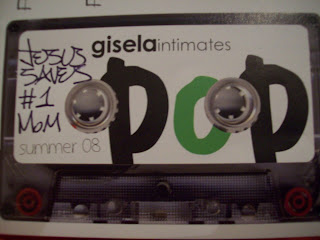 JESUS
SAVES
#1
MOM
gisela intimates
pop
summer 08